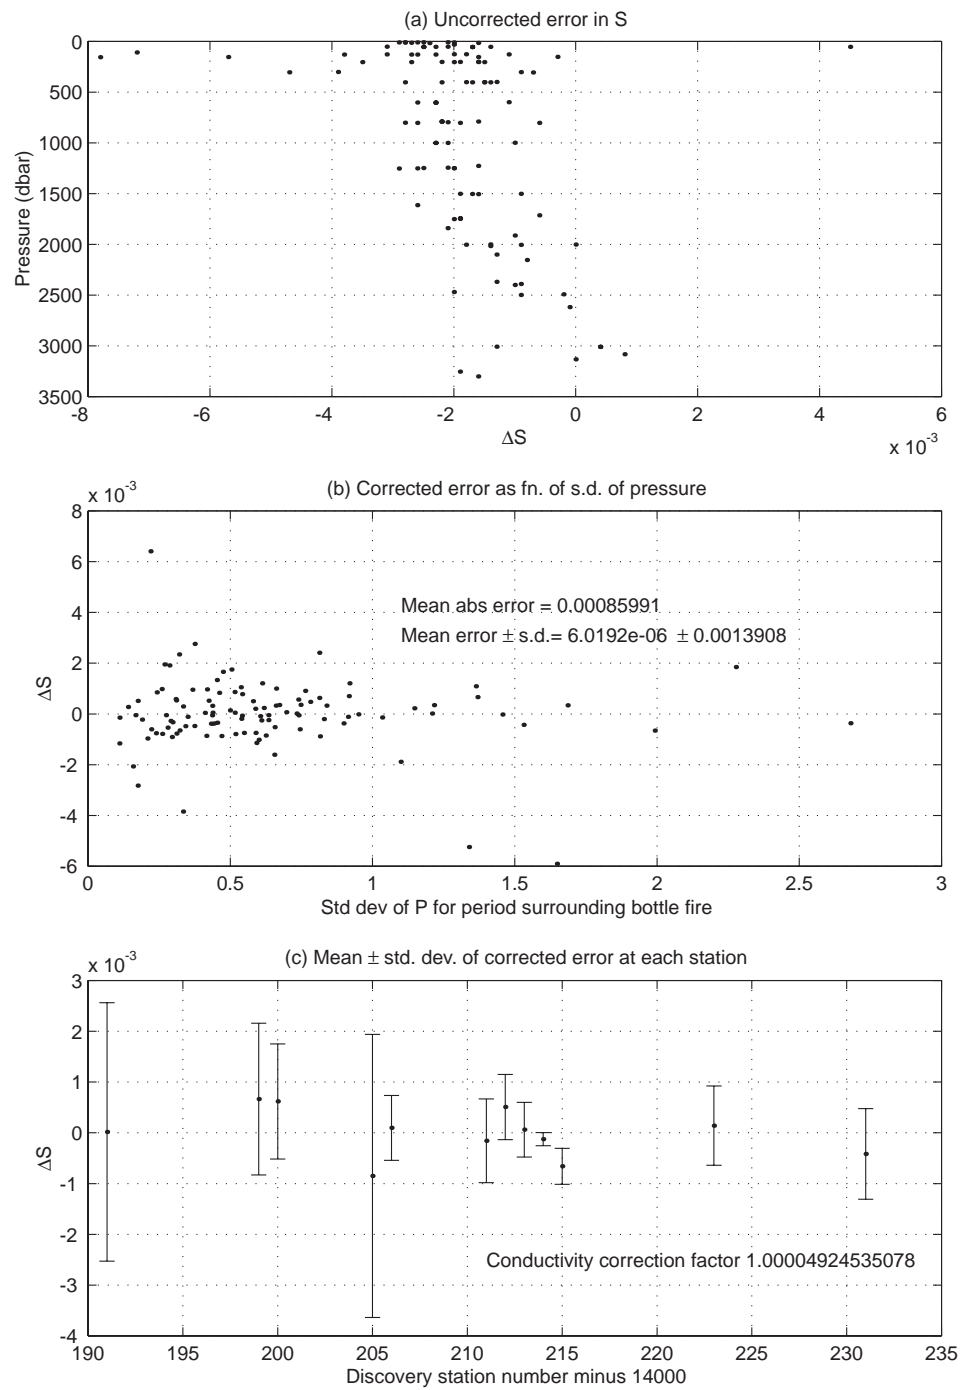 (a) Uncorrected error in S
0
500
1000
1500
2000
2500
3000
3500
Pressure (dbar)
-8 -6 -4 -2 0 2 4 6
ΔS
x 10-3
(b) Corrected error as fn. of s.d. of pressure
x 10-3
8
6
4
2
0
-2
-4
-6
ΔS
Mean abs error = 0.00085991
Mean error ± s.d.= 6.0192e-06 ± 0.0013908
0 0.5 1 1.5 2 2.5 3
Std dev of P for period surrounding bottle fire
(c) Mean ± std. dev. of corrected error at each station
x 10-3
3
2
1
0
-1
-2
-3
-4
ΔS
Conductivity correction factor 1.00004924535078
190 195 200 205 210 215 220 225 230 235
Discovery station number minus 14000